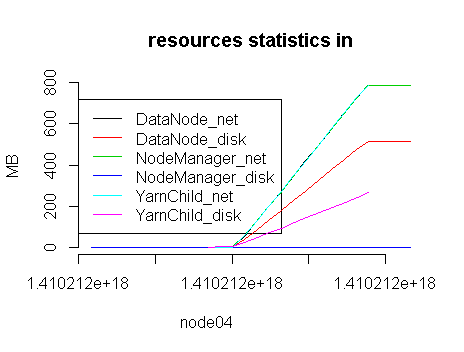 resources statistics in
MB
800
600
400
200
0
DataNode_net
DataNode_disk
NodeManager_net
NodeManager_disk
YarnChild_net
YarnChild_disk
1.410212e+18 1.410212e+18 1.410212e+18
node04